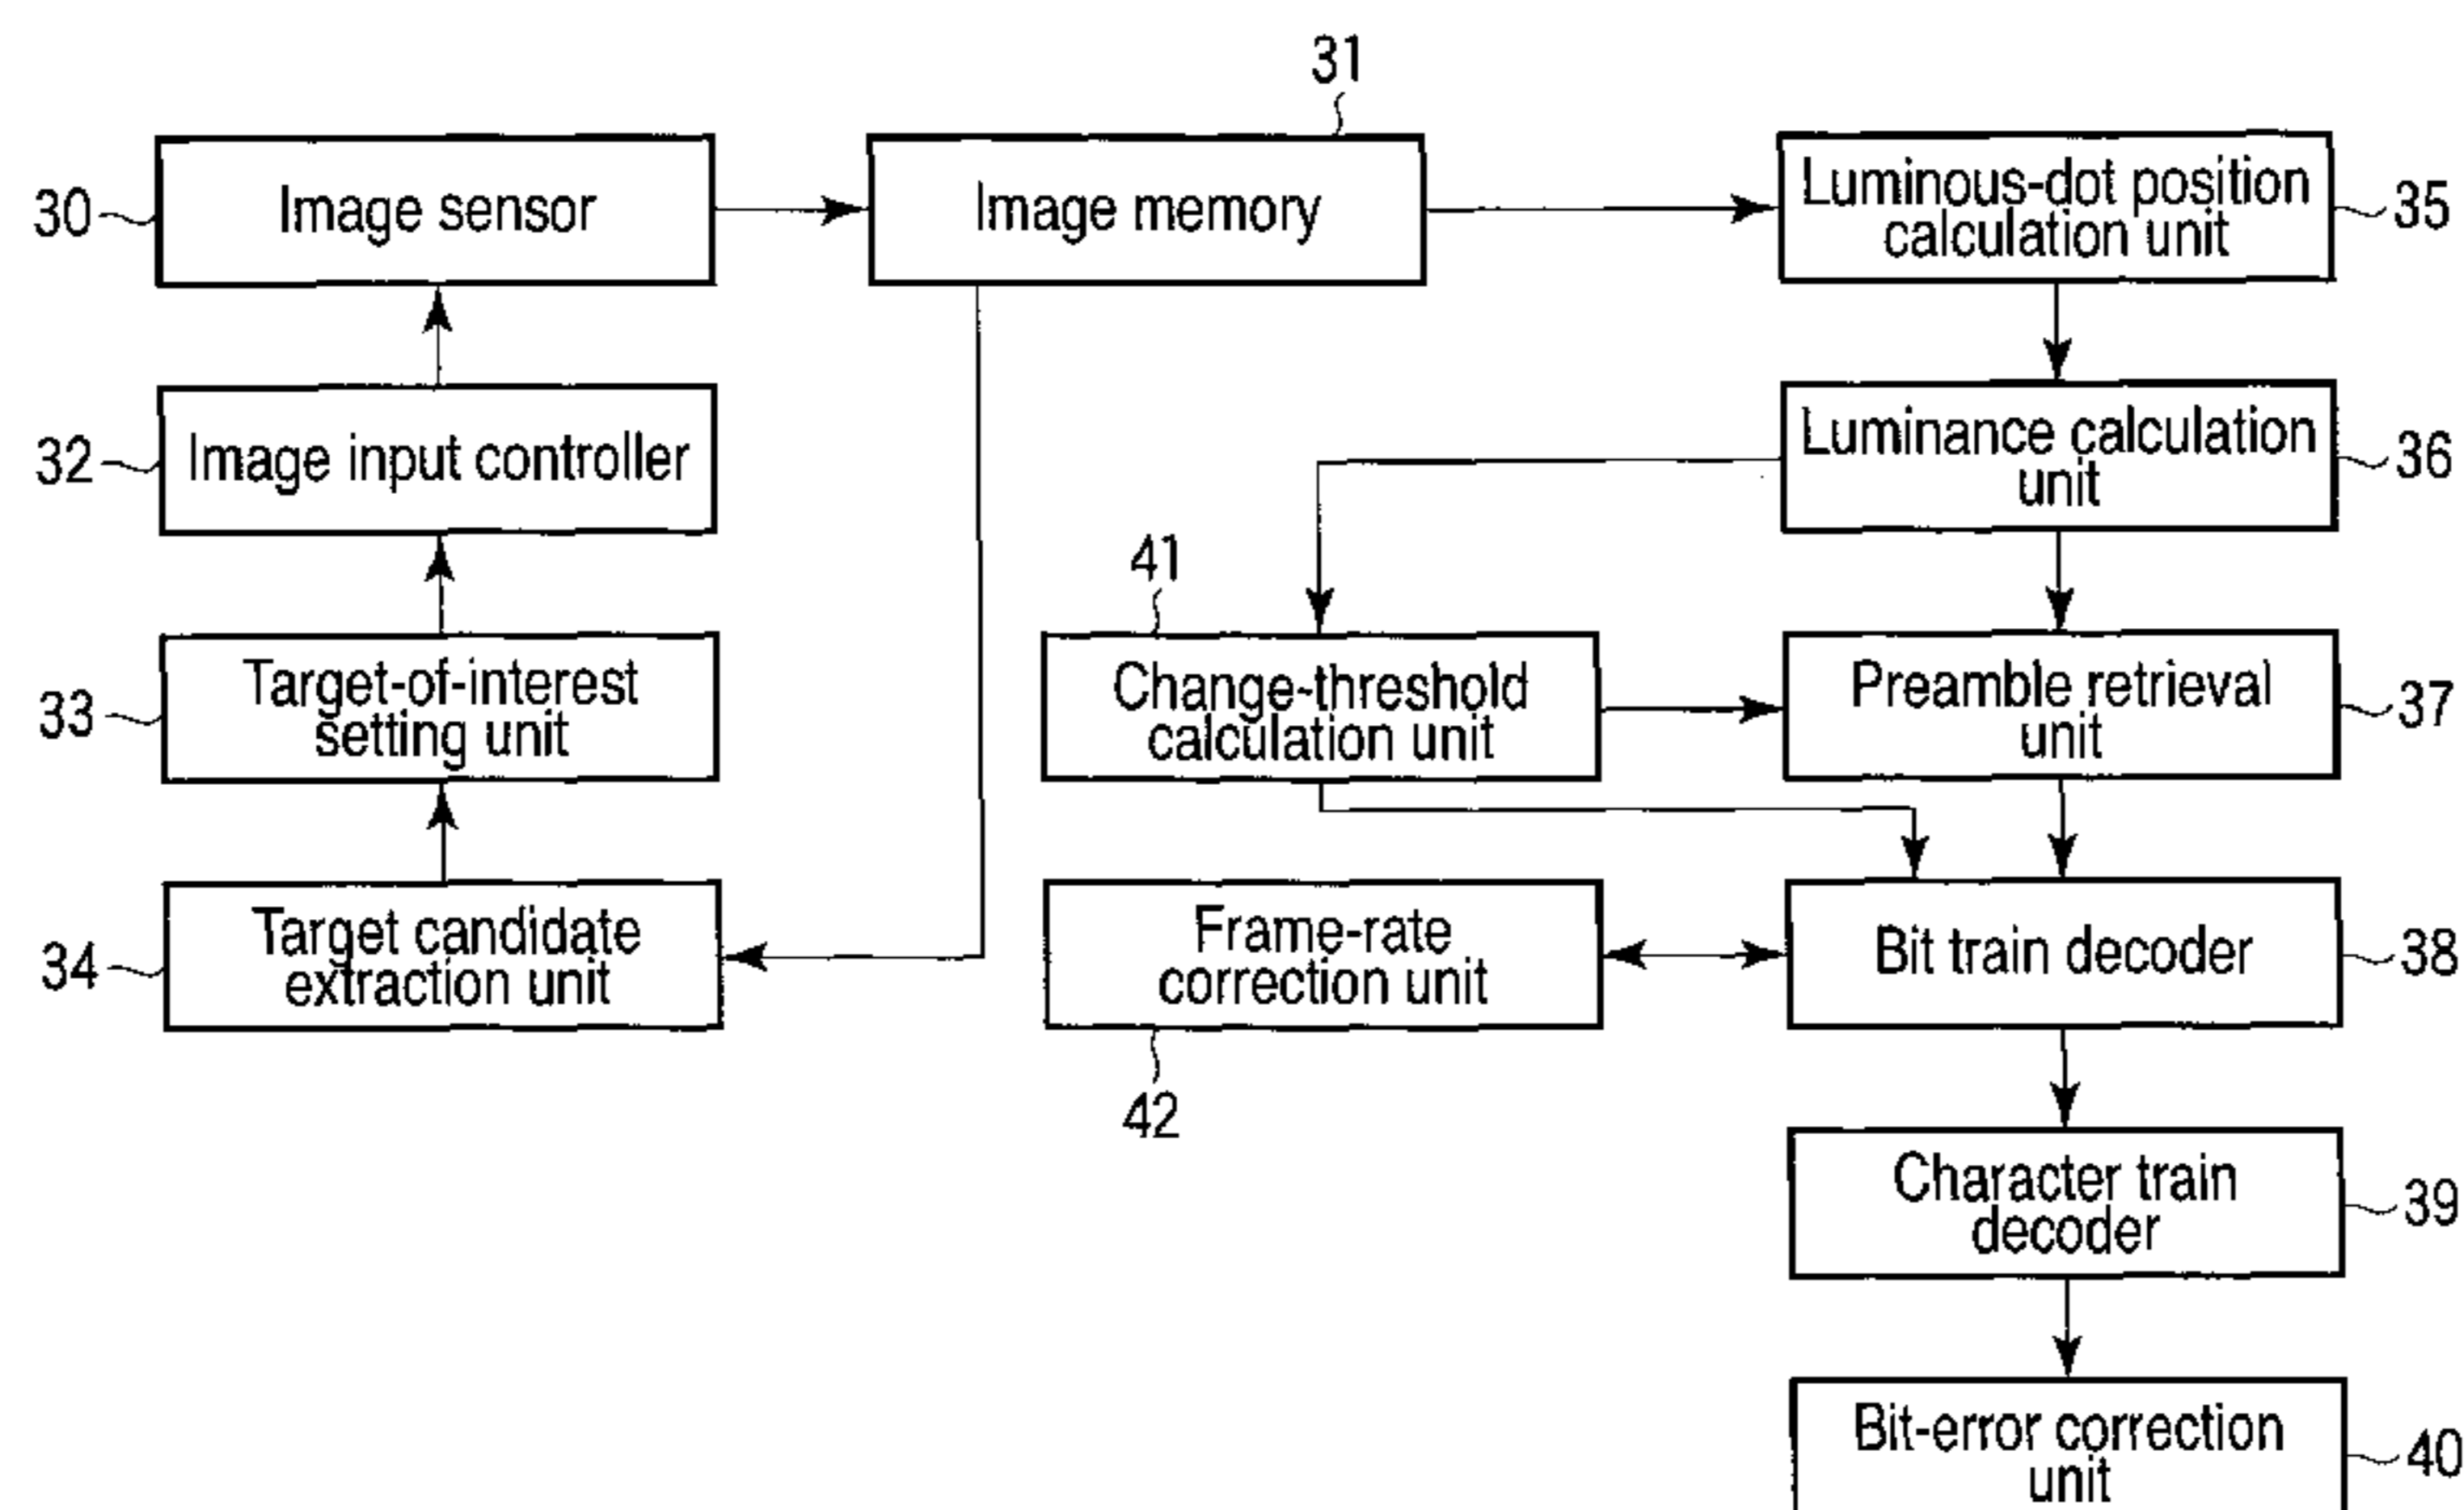 31
30
Image sensor
Image memory
Luminous-dot position
calculation unit
35
32
Image input controller
Luminance calculation
unit
36
41
33
Target-of-interest
setting unit
Change-threshold
calculation unit
Preamble retrieval
unit
37
34
Target candidate
extraction unit
Frame-rate
correction unit
Bit train decoder
38
42
Character train
decoder
39
Bit-error correction
unit
40